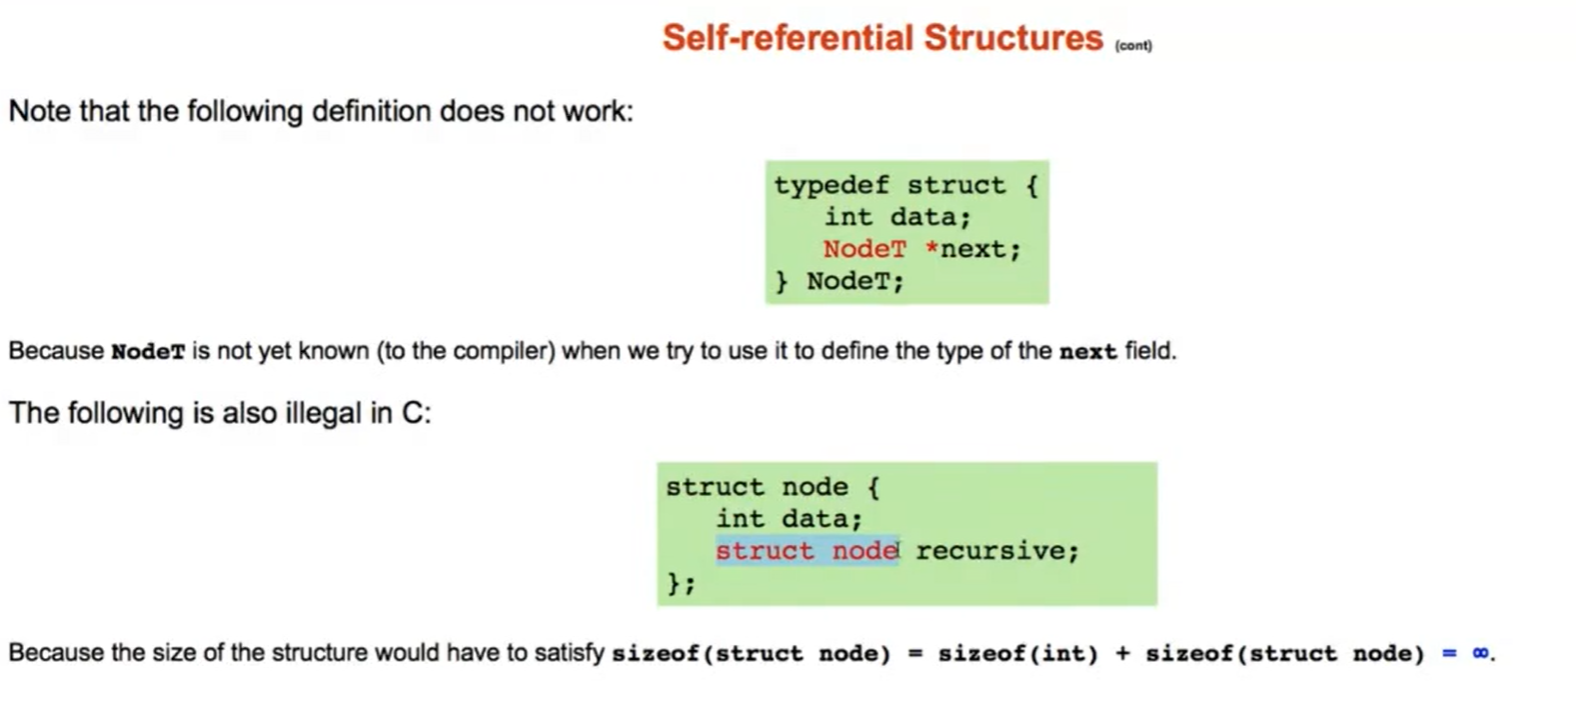 Self-referential Structures (cont)
Note that the following definition does not work:
typedef struct {
int data;
NodeT *next;
} NodeT;
Because NodeT is not yet known (to the compiler) when we try to use it to define the type of the next field.
The following is also illegal in C:
struct node {
int data;
struct node recursive;
};
Because the size of the structure would have to satisfy sizeof(struct node) = sizeof(int) + sizeof(struct node) = ∞.